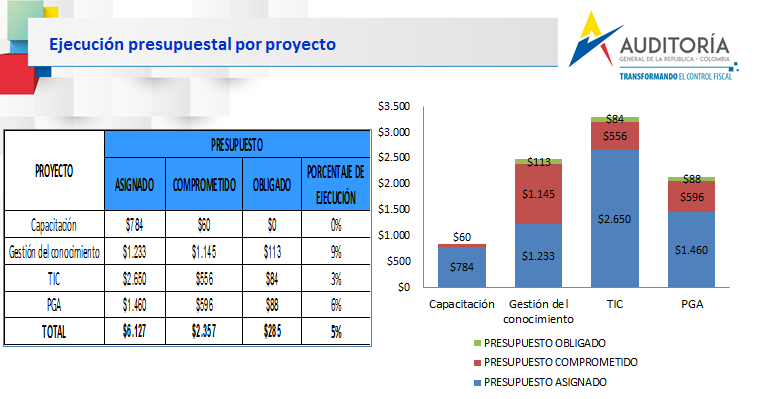 Ejecución presupuestal por proyecto
AUDITORÍA
GENERAL DE LA REPÚBLICA - COLOMBIA
TRANSFORMANDO EL CONTROL FISCAL
PROYECTO
PRESUPUESTO
ASIGNADO COMPROMETIDO OBLIGADO PORCENTAJE DE
EJECUCIÓN
Capacitación $784 $60 $0 0%
Gestión del conocimiento $1.233 $1.145 $113 9%
TIC $2.650 $556 $84 3%
PGA $1.460 $596 $88 6%
TOTAL $6.127 $2.357 $285 5%
$3.500
$3.000
$2.500
$2.000
$1.500
$1.000
$500
$0
$60
$784
$113
$1.145
$1.233
$84
$556
$2.650
$88
$596
$1.460
Capacitación Gestión del TIC PGA
conocimiento
PRESUPUESTO OBLIGADO
PRESUPUESTO COMPROMETIDO
PRESUPUESTO ASIGNADO